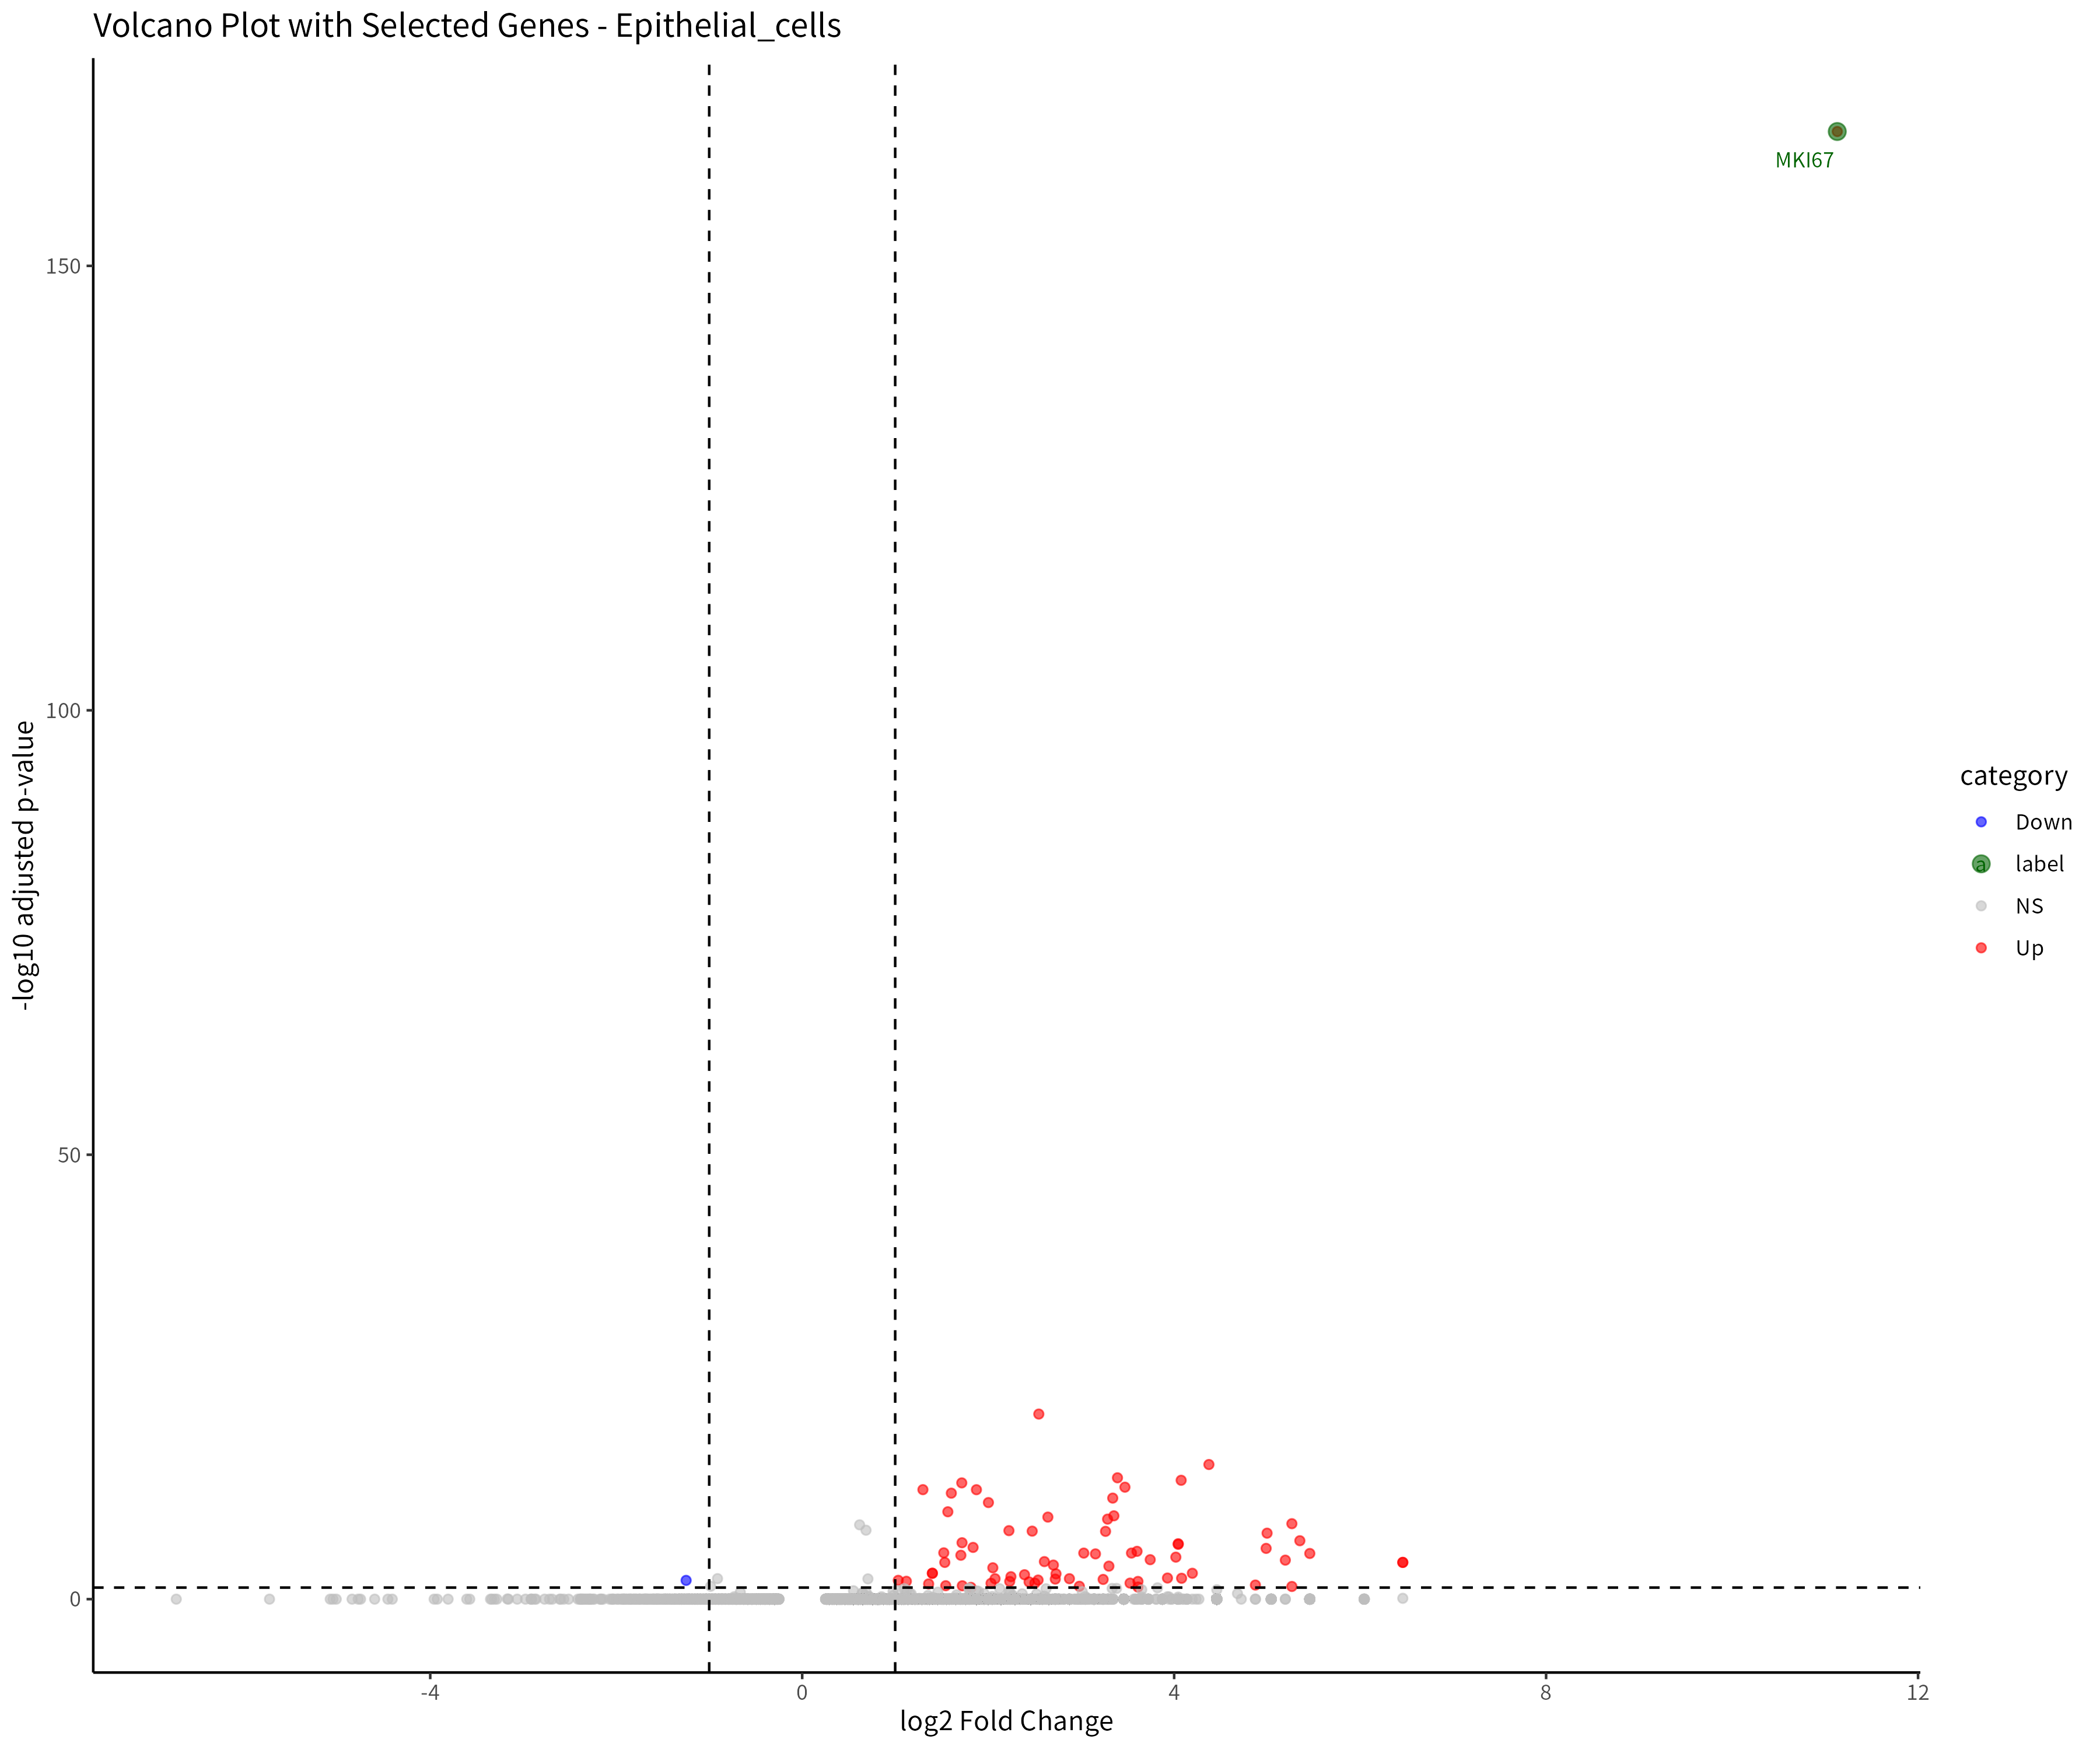 Volcano Plot with Selected Genes - Epithelial_cells
MKI67
150
100
50
0
-log10 adjusted p-value
-4
0
4
8
12
log2 Fold Change
category
Down
a label
NS
Up